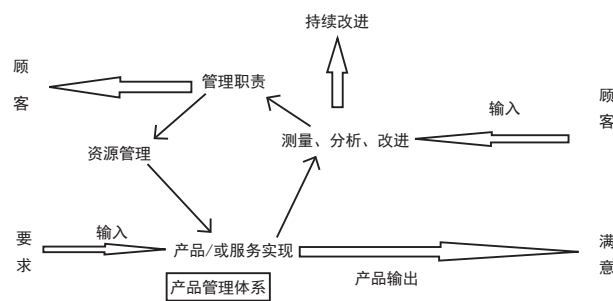 持续改进
顾客
管理职责
输入
顾客
测量、分析、改进
资源管理
要求
输入
产品/或服务实现
满意
产品输出
产品管理体系